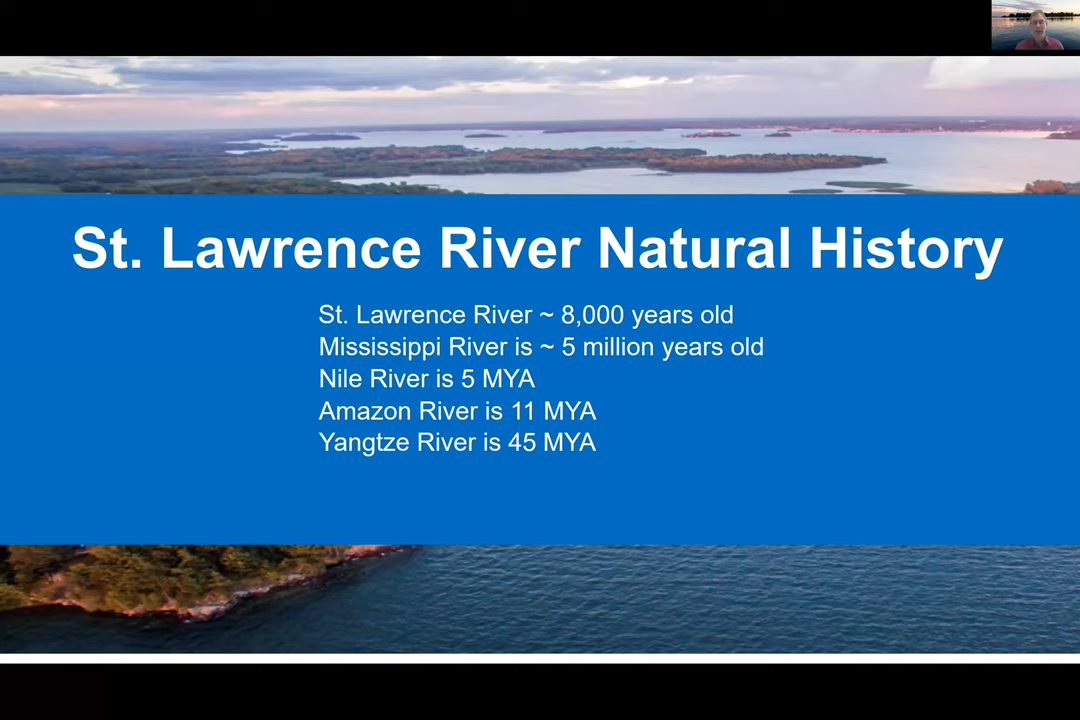 St. Lawrence River Natural History
St. Lawrence River ~ 8,000 years old
Mississippi River is ~ 5 million years old
Nile River is 5 MYA
Amazon River is 11 MYA
Yangtze River is 45 MYA